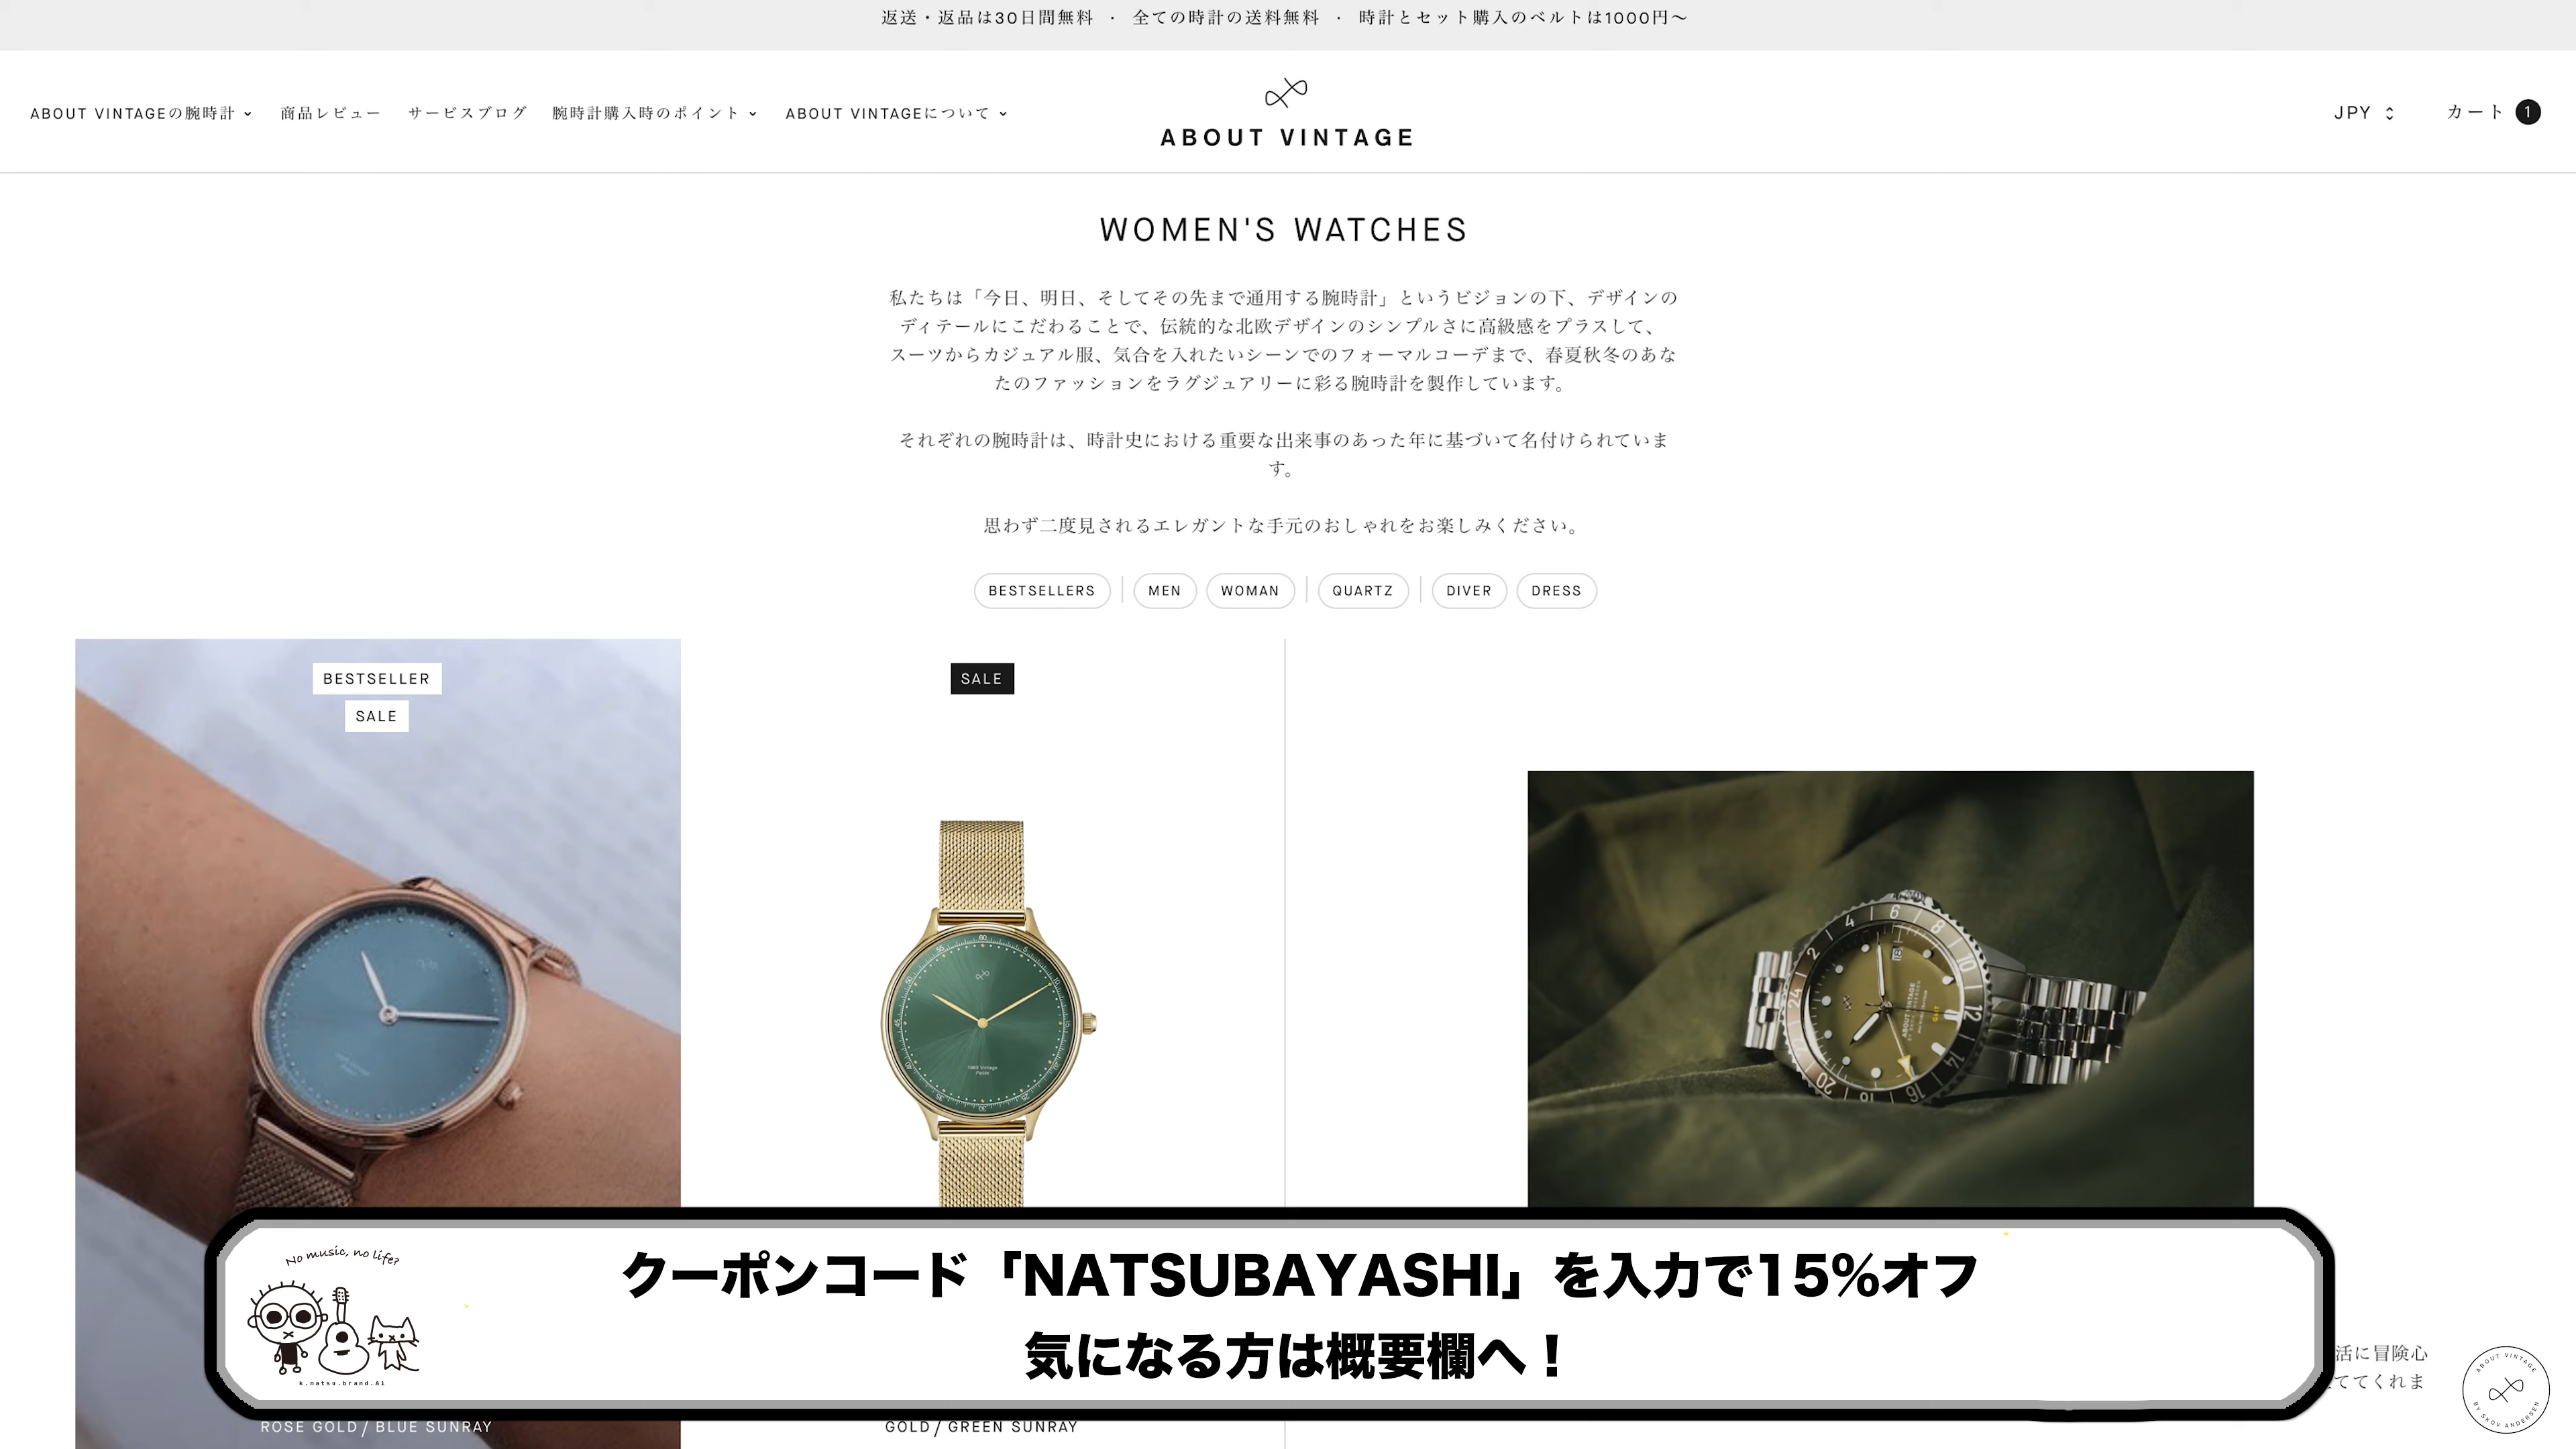 返送・返品は30日間無料 · 全ての時計の送料無料 · 時計とセット購入のベルトは1000円〜
ABOUT VINTAGEの腕時計
商品レビュー
サービスブログ
腕時計購入時のポイント
ABOUT VINTAGEについて
ABOUT VINTAGE
JPY
カート 1
WOMEN'S WATCHES
私たちは「今日、明日、そしてその先まで通用する腕時計」というビジョンの下、デザインの
ディテールにこだわることで、伝統的な北欧デザインのシンプルさに高級感をプラスして、
スーツからカジュアル服、気合を入れたいシーンでのフォーマルコーデまで、春夏秋冬のあな
たのファッションをラグジュアリーに彩る腕時計を製作しています。
それぞれの腕時計は、時計史における重要な出来事のあった年に基づいて名付けられていま
す。
思わず二度見されるエレガントな手元のおしゃれをお楽しみください。
BESTSELLERS
MEN
WOMAN
QUARTZ
DIVER
DRESS
BESTSELLER
SALE
SALE
No music, no life?
k.natsu.brand.81
クーポンコード「NATSUBAYASHI」を入力で15%オフ
気になる方は概要欄へ！
活に冒険心
ててくれま
ABOUT VINTAGE
BY SKOV ANDERSEN
ROSE GOLD / BLUE SUNRAY
GOLD / GREEN SUNRAY